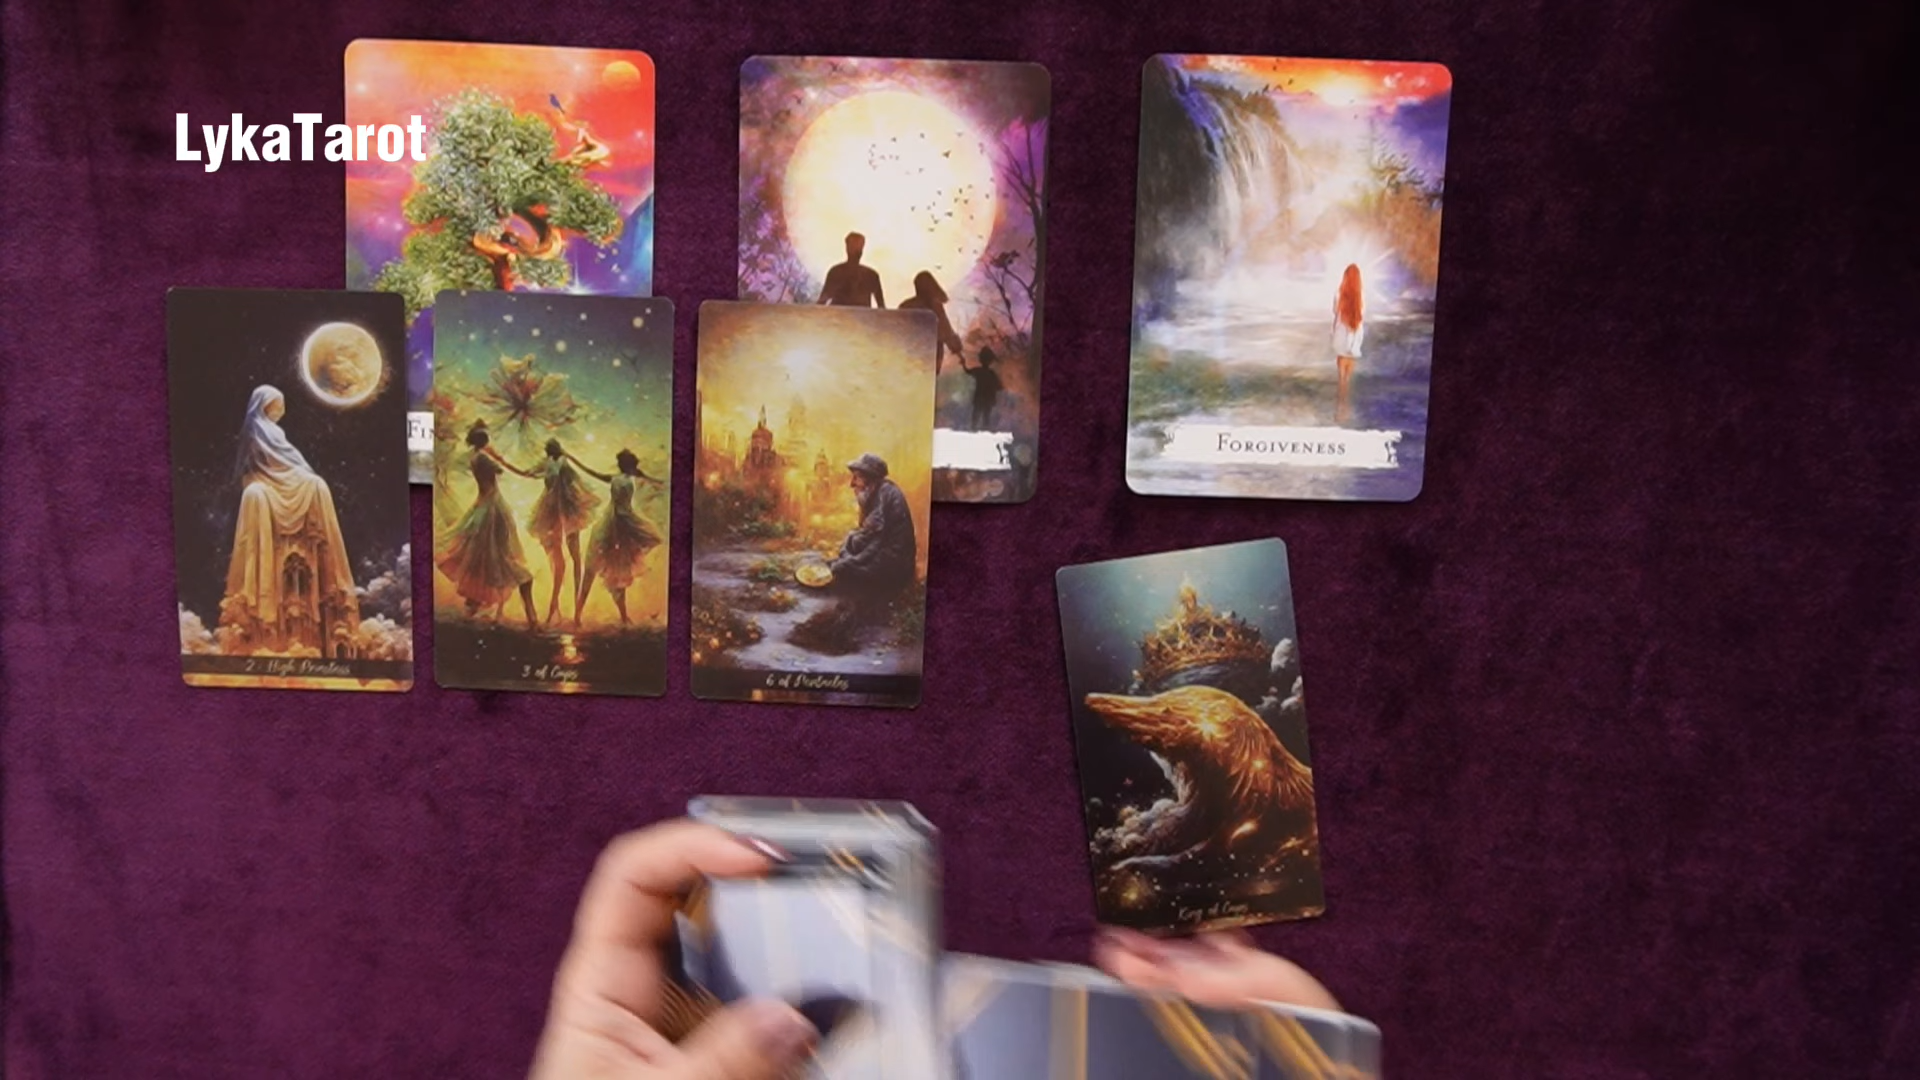 LykaTarot
FORGIVENESS
2 - High Priestess
3 of Cups
6 of Pentacles
King of Cups